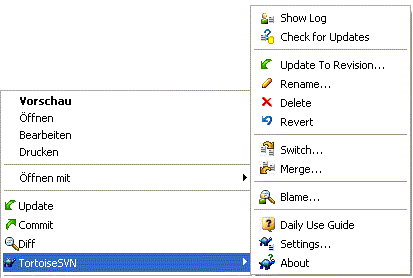 Vorschau
Öffnen
Bearbeiten
Drucken
Öffnen mit
Update
Commit
Diff
TortoiseSVN
Show Log
Check for Updates
Update To Revision...
Rename...
Delete
Revert
Switch...
Merge...
Blame...
Daily Use Guide
Settings...
About